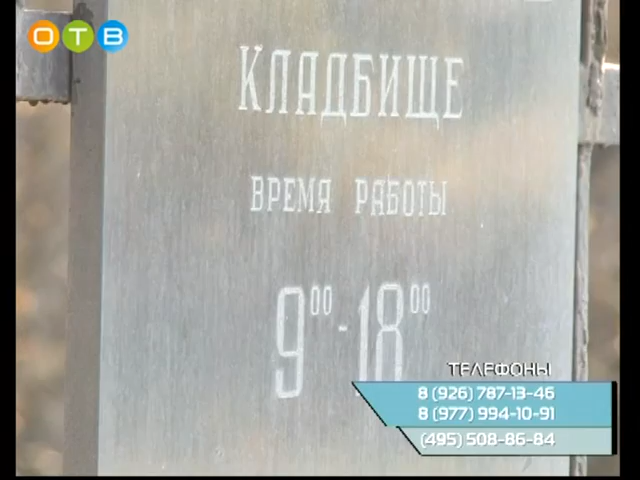 ОТВ
КЛАДБИЩЕ
ВРЕМЯ РАБОТЫ
9⁰⁰-18⁰⁰
ТЕЛЕФОНЫ
8 (926) 787-13-46
8 (977) 994-10-91
(495) 508-86-84